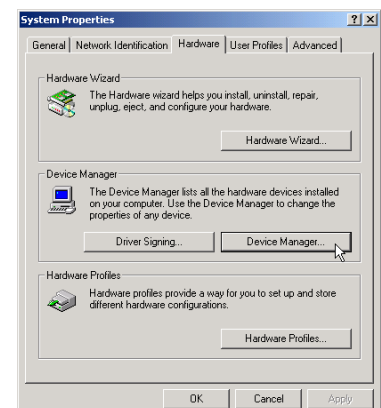 System Properties
General Network Identification Hardware User Profiles Advanced
Hardware Wizard
The Hardware wizard helps you install, uninstall, repair,
unplug, eject, and configure your hardware.
Hardware Wizard...
Device Manager
The Device Manager lists all the hardware devices installed
on your computer. Use the Device Manager to change the
properties of any device.
Driver Signing... Device Manager...
Hardware Profiles
Hardware profiles provide a way for you to set up and store
different hardware configurations.
Hardware Profiles...
OK Cancel Apply